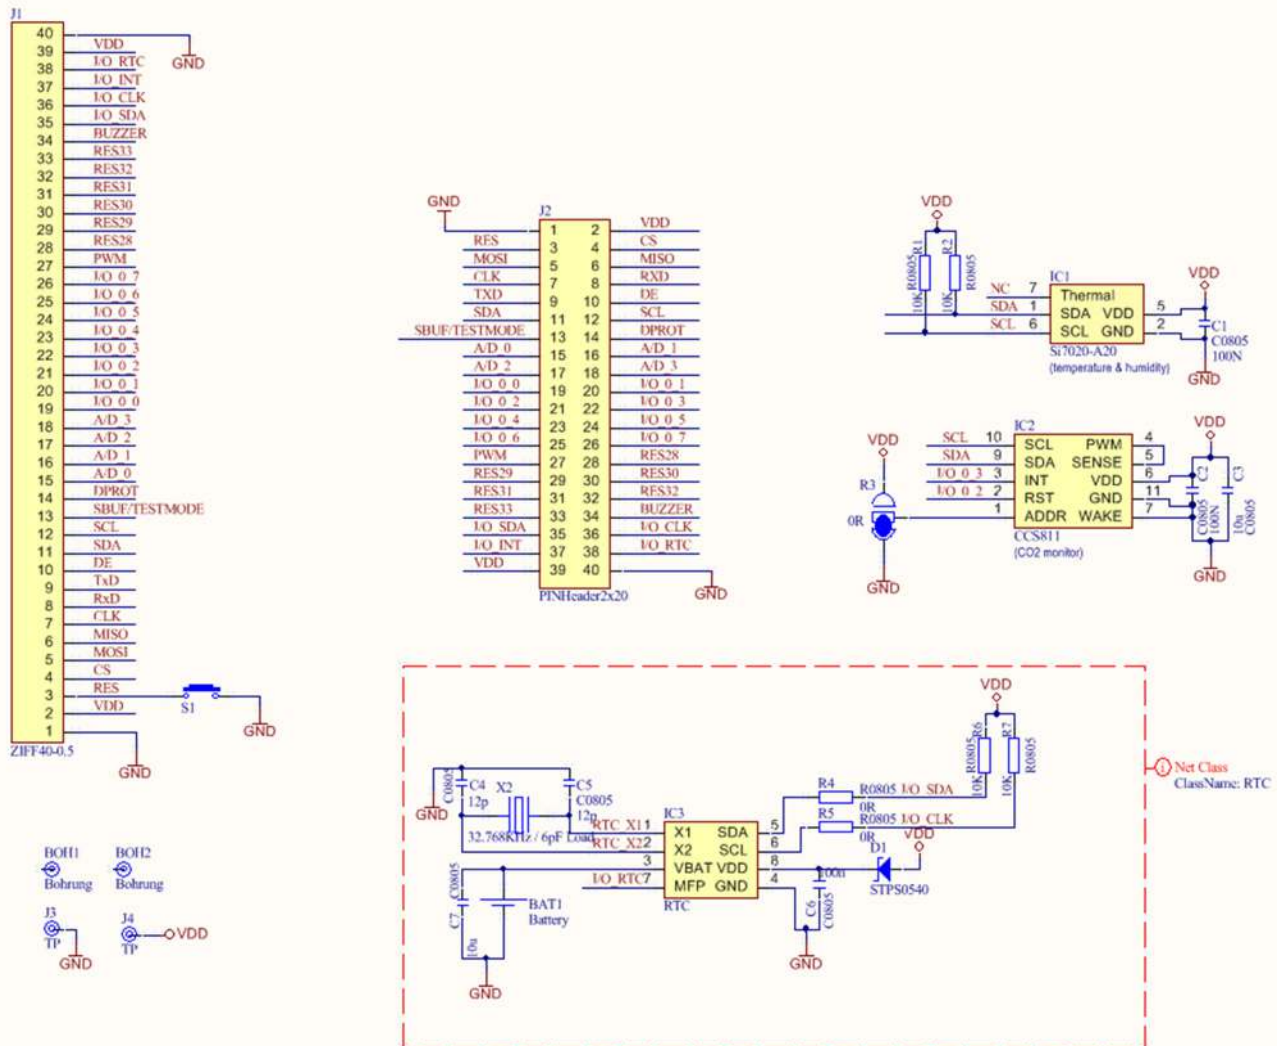 J1
40
VDD
39
I/O_RTC
38
I/O_INT
37
I/O_CLK
36
I/O_SDA
35
BUZZER
34
RES33
33
RES32
32
RES31
31
RES30
30
RES29
29
RES28
28
PWM
27
I/O_0_7
26
I/O_0_6
25
I/O_0_5
24
I/O_0_4
23
I/O_0_3
22
I/O_0_2
21
I/O_0_1
20
I/O_0_0
19
A/D_3
18
A/D_2
17
A/D_1
16
A/D_0
15
DPROT
14
SBUF/TESTMODE
13
SCL
12
SDA
11
DE
10
TxD
9
RxD
8
CLK
7
MISO
6
MOSI
5
CS
4
RES
3
VDD
2
1
ZIFF40-0.5
GND
S1
GND
GND
GND
J2
1 2 VDD
RES 3 4 CS
MOSI 5 6 MISO
CLK 7 8 RXD
TXD 9 10 DE
SDA 11 12 SCL
SBUF/TESTMODE 13 14 DPROT
A/D_0 15 16 A/D_1
A/D_2 17 18 A/D_3
I/O_0_0 19 20 I/O_0_1
I/O_0_2 21 22 I/O_0_3
I/O_0_4 23 24 I/O_0_5
I/O_0_6 25 26 I/O_0_7
PWM 27 28 RES28
RES29 29 30 RES30
RES31 31 32 RES32
RES33 33 34 BUZZER
I/O_SDA 35 36 I/O_CLK
I/O_INT 37 38 I/O_RTC
VDD 39 40
PINHeader2x20
GND
VDD
R1
R0805
10K
R2
R0805
10K
IC1
NC 7 Thermal
SDA 1 SDA VDD 5
SCL 6 SCL GND 2
Si7020-A20
(temperature & humidity)
VDD
C1
C0805
100N
GND
VDD
R3
0R
GND
IC2
SCL 10 SCL PWM 4
SDA 9 SDA SENSE 5
I/O_0_3 3 INT VDD 6
I/O_0_2 2 RST GND 11
1 ADDR WAKE 7
CCS811
(CO2 monitor)
VDD
C2
C0805
100N
C3
10u
C0805
GND
VDD
R6
R0805
10K
R7
R0805
10K
Net Class
ClassName: RTC
C0805
C4
12p
X2
C5
C0805
12p
GND
32.768KHz / 6pF Load
R4
R0805
0R
I/O_SDA
R5
R0805
0R
I/O_CLK
IC3
RTC_X1 1 X1 SDA 5
RTC_X2 2 X2 SCL 6
3 VBAT VDD 8
I/O_RTC 7 MFP GND 4
RTC
VDD
D1
STPS0540
100n
C6
C0805
GND
C0805
C7
10u
BAT1
Battery
GND
BOH1
Bohrung
BOH2
Bohrung
J3
TP
GND
J4
TP
VDD